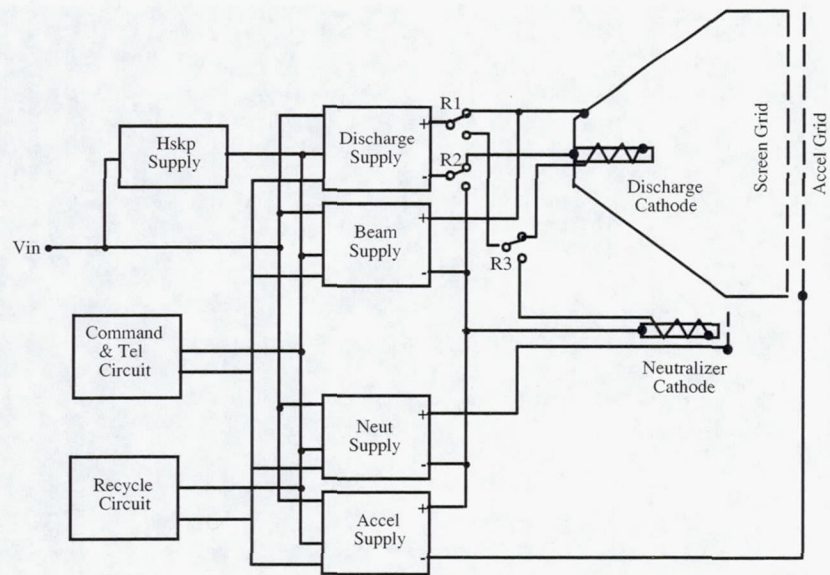 Hskp
Supply
Discharge
Supply
+
-
R1
R2
Screen Grid
Accel Grid
Discharge
Cathode
Vin
Beam
Supply
+
-
R3
Command
& Tel
Circuit
Neutralizer
Cathode
Neut
Supply
+
-
Recycle
Circuit
Accel
Supply
+
-